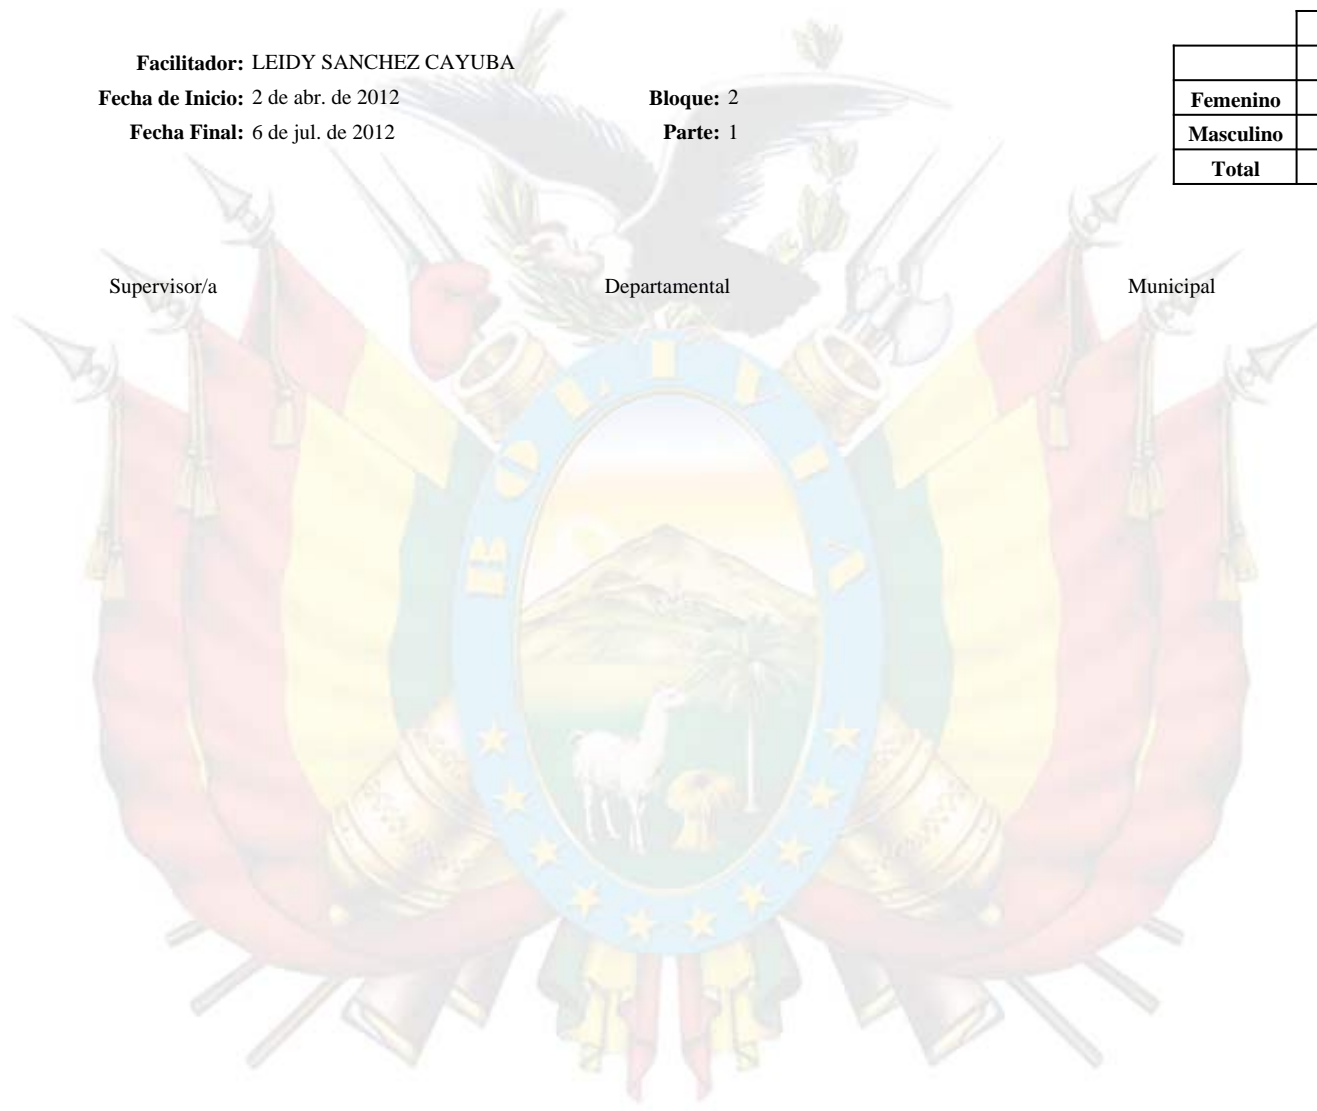 Facilitador: LEIDY SANCHEZ CAYUBA
Fecha de Inicio: 2 de abr. de 2012 Bloque: 2
Fecha Final: 6 de jul. de 2012 Parte: 1
Femenino
Masculino
Total
Supervisor/a Departamental Municipal
BOLIVIA